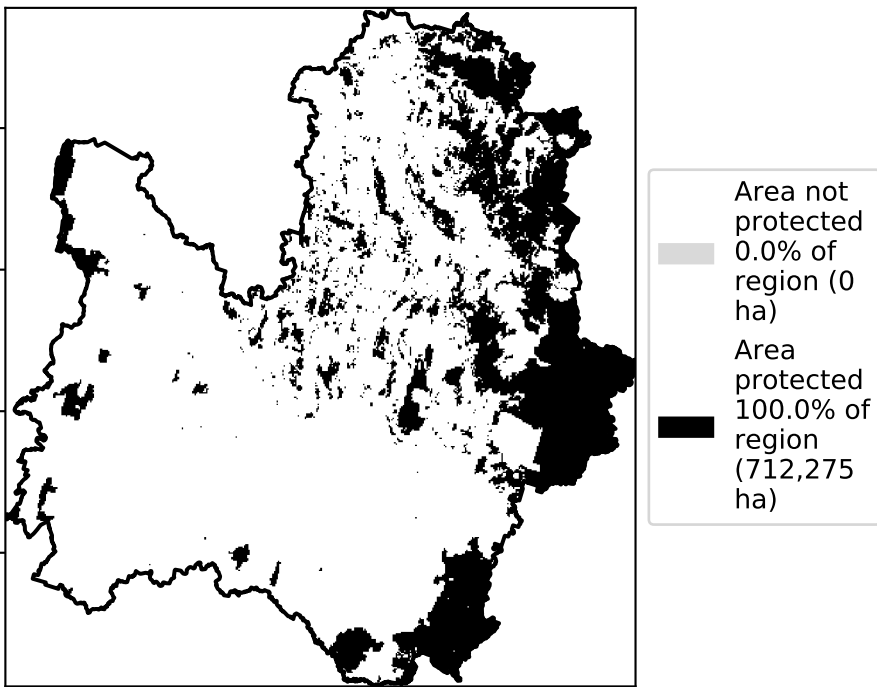 Area not
protected
0.0% of
region (0
ha)
Area
protected
100.0% of
region
(712,275
ha)